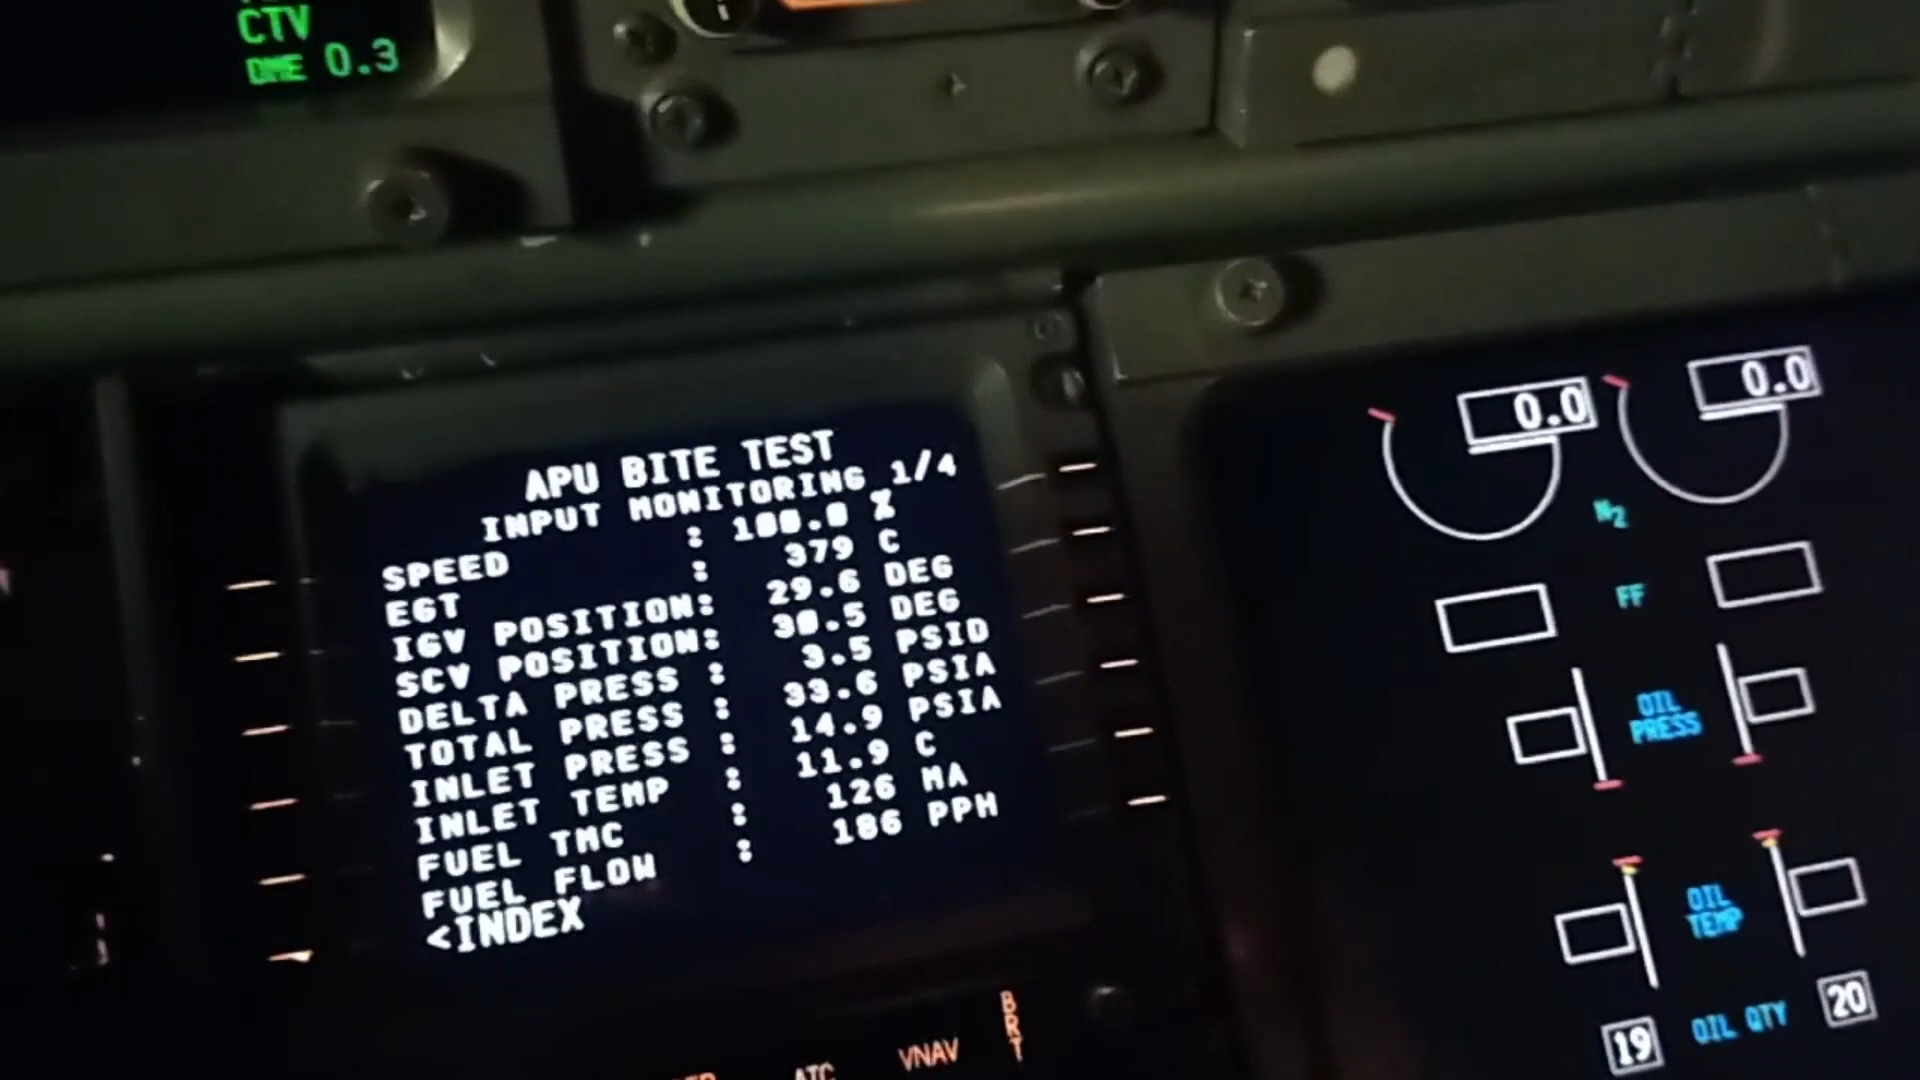 CTV
DME 0.3
APU BITE TEST
INPUT MONITORING 1/4
SPEED : 100.0 %
EGT : 379 C
IGV POSITION: 29.6 DEG
SCV POSITION: 30.5 DEG
DELTA PRESS : 3.5 PSID
TOTAL PRESS : 33.6 PSIA
INLET PRESS : 14.9 PSIA
INLET TEMP : 11.9 C
FUEL TMC : 126 MA
FUEL FLOW : 186 PPH
<INDEX
ATC
VNAV
BRT
0.0
0.0
N2
FF
OIL
PRESS
OIL
TEMP
19
OIL QTY
20